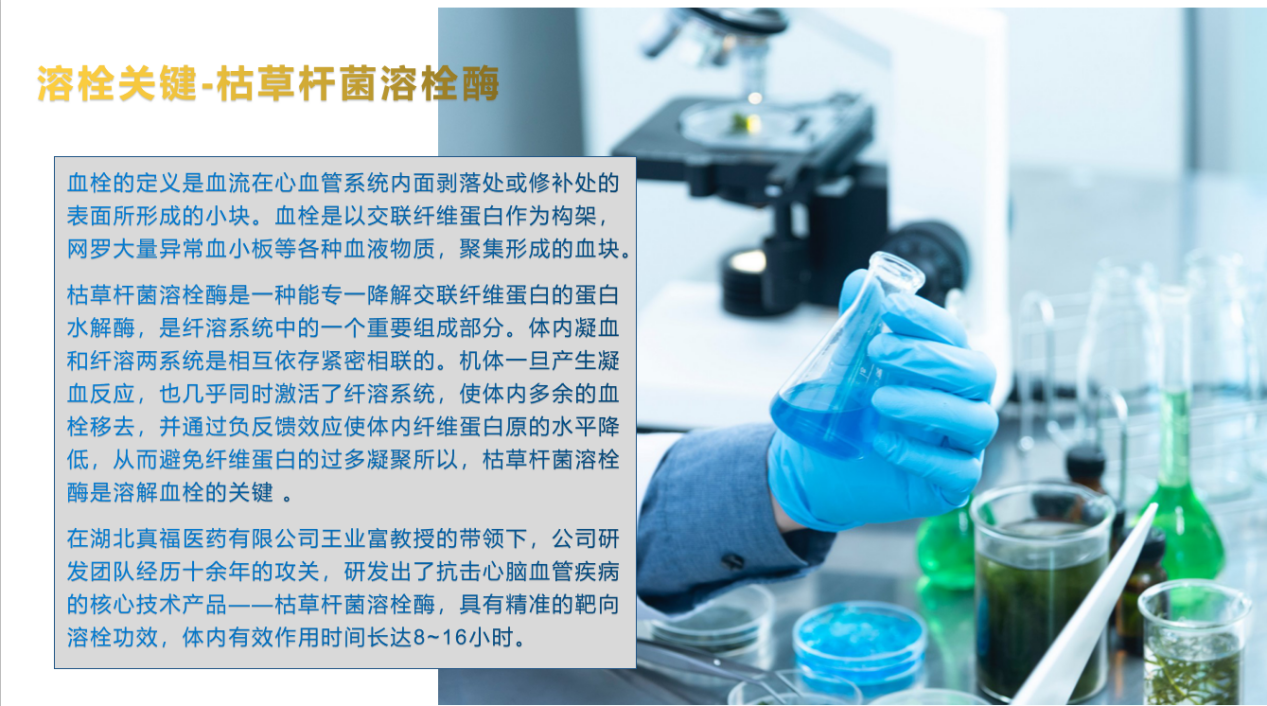 溶栓关键-枯草杆菌溶栓酶
血栓的定义是血流在心血管系统内面剥落处或修补处的
表面所形成的小块。血栓是以交联纤维蛋白作为构架，
网罗大量异常血小板等各种血液物质，聚集形成的血块。
枯草杆菌溶栓酶是一种能专一降解交联纤维蛋白的蛋白
水解酶，是纤溶系统中的一个重要组成部分。体内凝血
和纤溶两系统是相互依存紧密相联的。机体一旦产生凝
血反应，也几乎同时激活了纤溶系统，使体内多余的血
栓移去，并通过负反馈效应使体内纤维蛋白原的水平降
低，从而避免纤维蛋白的过多凝聚所以，枯草杆菌溶栓
酶是溶解血栓的关键 。
在湖北真福医药有限公司王业富教授的带领下，公司研
发团队经历十余年的攻关，研发出了抗击心脑血管疾病
的核心技术产品——枯草杆菌溶栓酶，具有精准的靶向
溶栓功效，体内有效作用时间长达8~16小时。